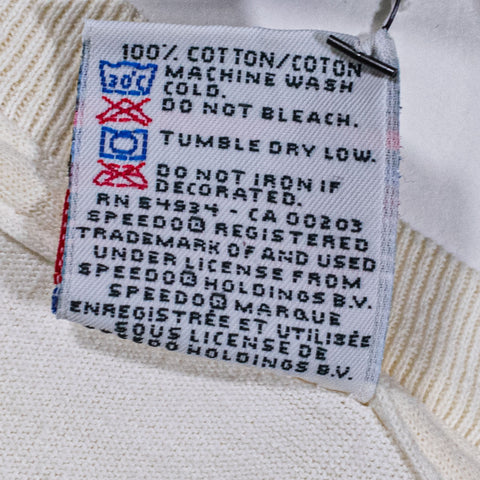 100% COTTON/COTON
30°C MACHINE WASH
COLD.
DO NOT BLEACH.
TUMBLE DRY LOW.
DO NOT IRON IF
DECORATED.
RN 84934 - CA 00203
SPEEDO® REGISTERED
TRADEMARK OF AND USED
UNDER LICENSE FROM
SPEEDO® HOLDINGS B.V.
SPEEDO® MARQUE
ENREGISTRÉE ET UTILISÉE
SOUS LICENSE DE
SPEEDO HOLDINGS B.V.